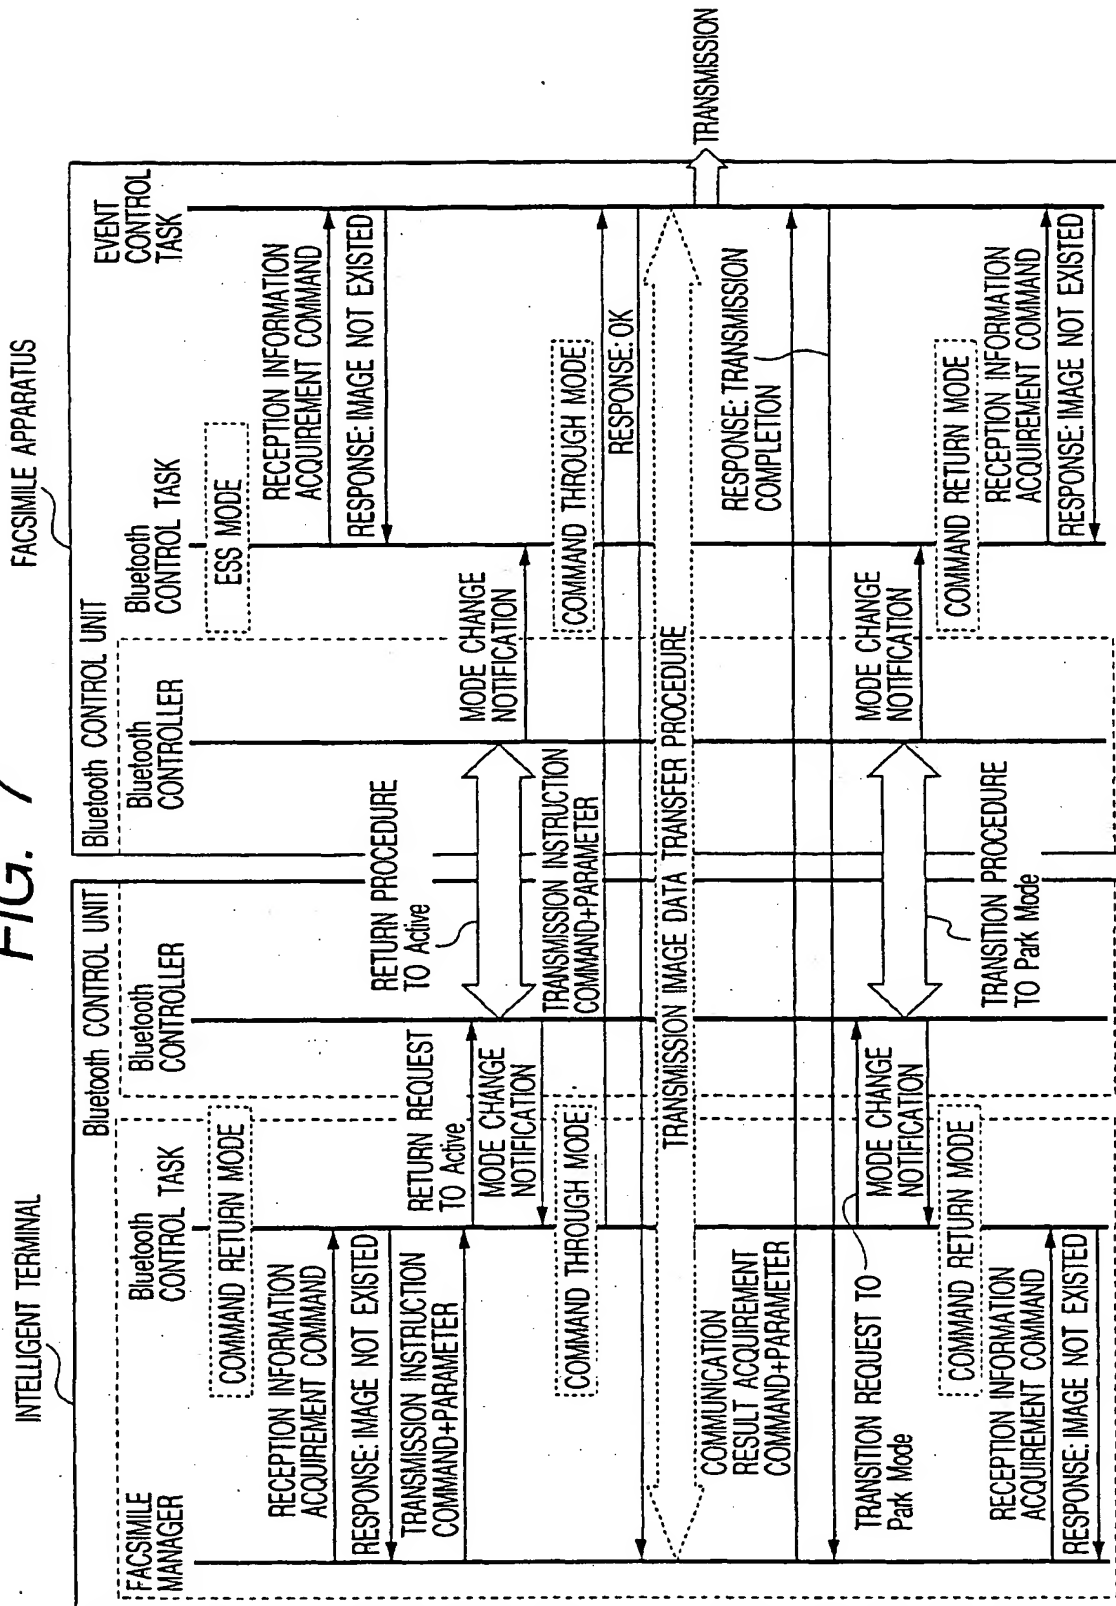 FIG. 7
INTELLIGENT TERMINAL
FACSIMILE APPARATUS
Bluetooth CONTROL UNIT
Bluetooth CONTROL UNIT
FACSIMILE
MANAGER
Bluetooth
CONTROL TASK
Bluetooth
CONTROLLER
Bluetooth
CONTROLLER
Bluetooth
CONTROL TASK
EVENT
CONTROL
TASK
COMMAND RETURN MODE
ESS MODE
RECEPTION INFORMATION
ACQUIREMENT COMMAND
RESPONSE: IMAGE NOT EXISTED
RECEPTION INFORMATION
ACQUIREMENT COMMAND
RESPONSE: IMAGE NOT EXISTED
TRANSMISSION INSTRUCTION
COMMAND+PARAMETER
RETURN REQUEST
TO Active
RETURN PROCEDURE
TO Active
MODE CHANGE
NOTIFICATION
MODE CHANGE
NOTIFICATION
COMMAND THROUGH MODE
TRANSMISSION INSTRUCTION
COMMAND+PARAMETER
COMMAND THROUGH MODE
RESPONSE: OK
TRANSMISSION IMAGE DATA TRANSFER PROCEDURE
TRANSMISSION
COMMUNICATION
RESULT ACQUIREMENT
COMMAND+PARAMETER
RESPONSE: TRANSMISSION
COMPLETION
TRANSITION REQUEST TO
Park Mode
MODE CHANGE
NOTIFICATION
TRANSITION PROCEDURE
TO Park Mode
MODE CHANGE
NOTIFICATION
COMMAND RETURN MODE
COMMAND RETURN MODE
RECEPTION INFORMATION
ACQUIREMENT COMMAND
RESPONSE: IMAGE NOT EXISTED
RECEPTION INFORMATION
ACQUIREMENT COMMAND
RESPONSE: IMAGE NOT EXISTED